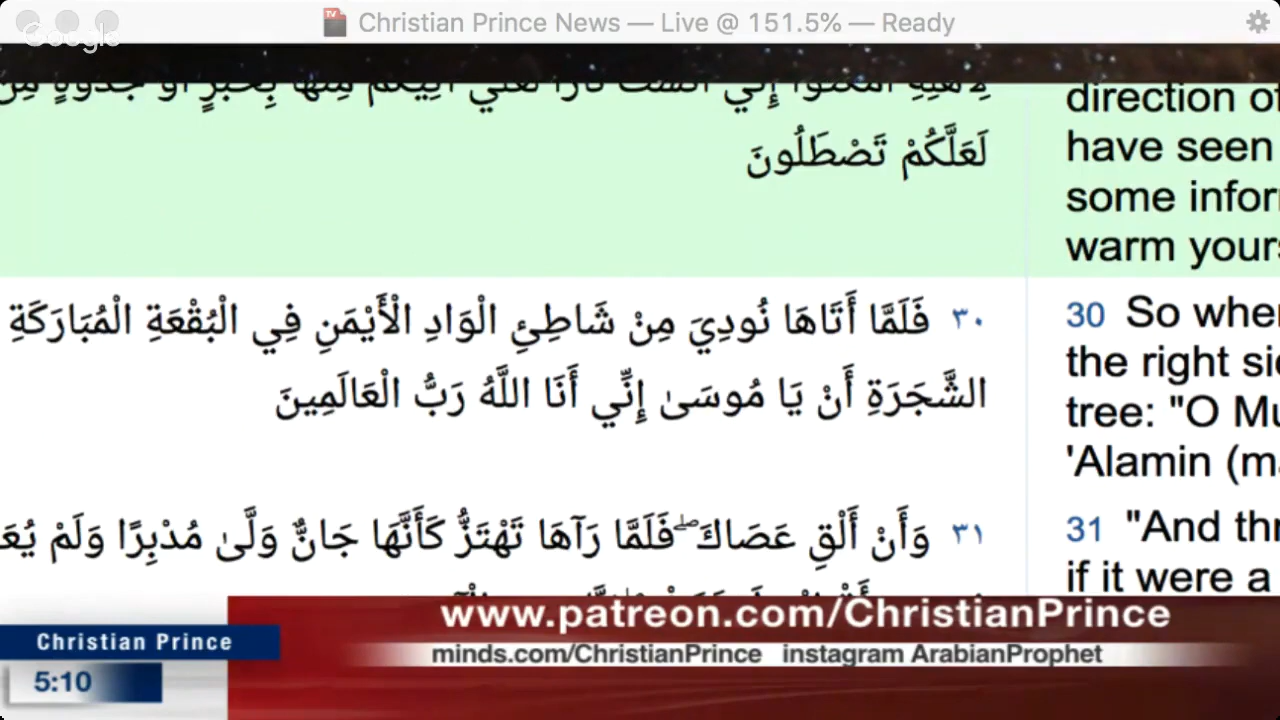 Christian Prince News — Live @ 151.5% — Ready
Google
لَعَلَّكُمْ تَصْطَلُونَ
direction of
have seen
some infor
warm yours
٣٠ فَلَمَّا أَتَاهَا نُودِيَ مِنْ شَاطِئِ الْوَادِ الْأَيْمَنِ فِي الْبُقْعَةِ الْمُبَارَكَةِ
الشَّجَرَةِ أَنْ يَا مُوسَىٰ إِنِّي أَنَا اللَّهُ رَبُّ الْعَالَمِينَ
30 So when
the right sid
tree: "O Mu
'Alamin (ma
٣١ وَأَنْ أَلْقِ عَصَاكَ ۖ فَلَمَّا رَآهَا تَهْتَزُّ كَأَنَّهَا جَانٌّ وَلَّىٰ مُدْبِرًا وَلَمْ
31 "And thr
if it were a
www.patreon.com/ChristianPrince
Christian Prince
minds.com/ChristianPrince instagram ArabianProphet
5:10